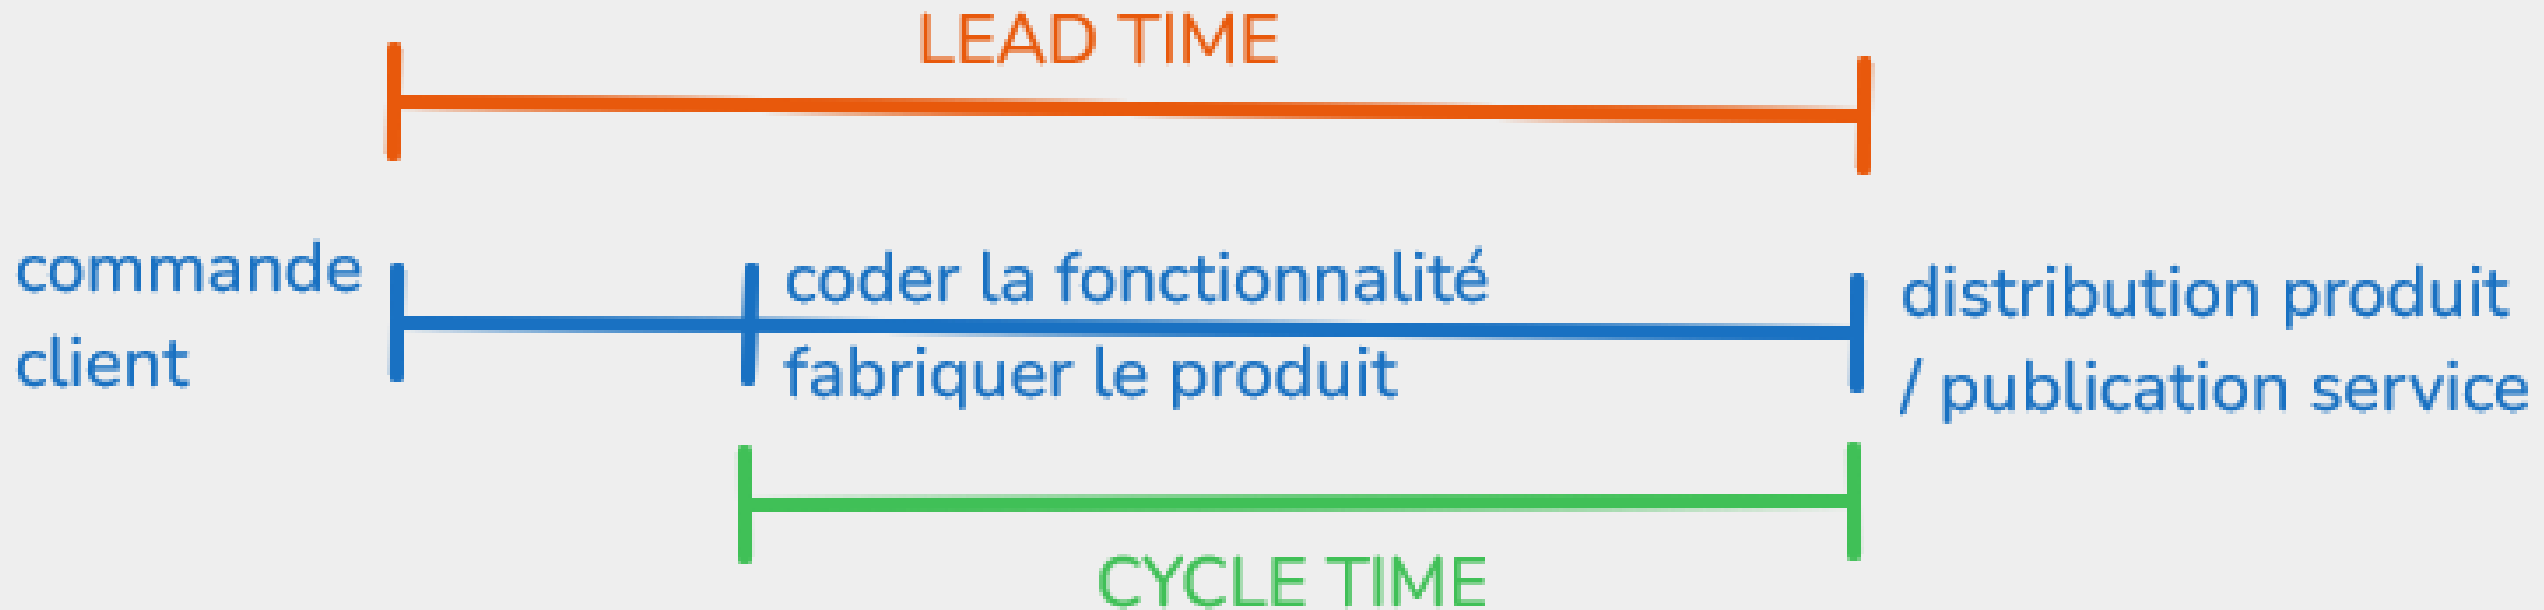 LEAD TIME
commande
client
coder la fonctionnalité
fabriquer le produit
distribution produit
/ publication service
CYCLE TIME